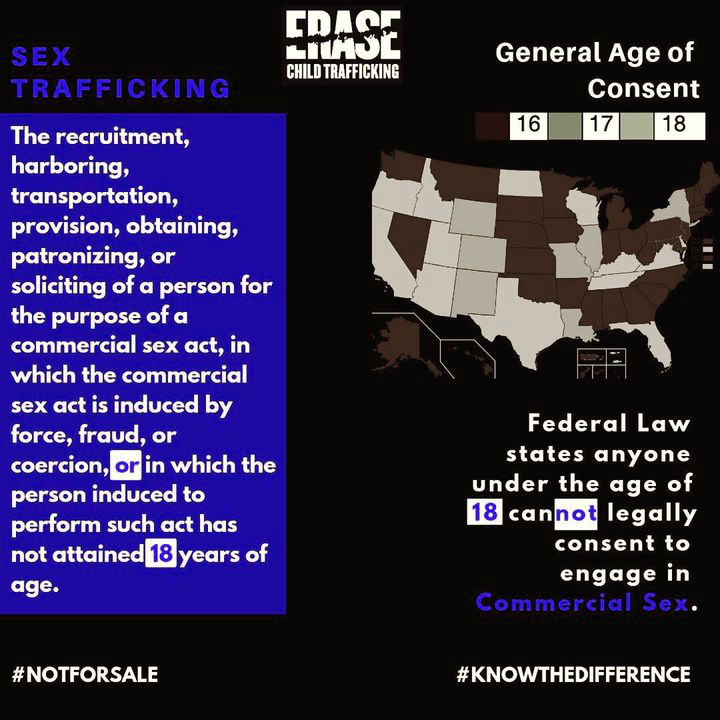 ERASE
CHILD TRAFFICKING
SEX
TRAFFICKING
The recruitment,
harboring,
transportation,
provision, obtaining,
patronizing, or
soliciting of a person for
the purpose of a
commercial sex act, in
which the commercial
sex act is induced by
force, fraud, or
coercion, or in which the
person induced to
perform such act has
not attained 18 years of
age.
General Age of
Consent
16 17 18
Federal Law
states anyone
under the age of
18 cannot legally
consent to
engage in
Commercial Sex.
#NOTFORSALE
#KNOWTHEDIFFERENCE